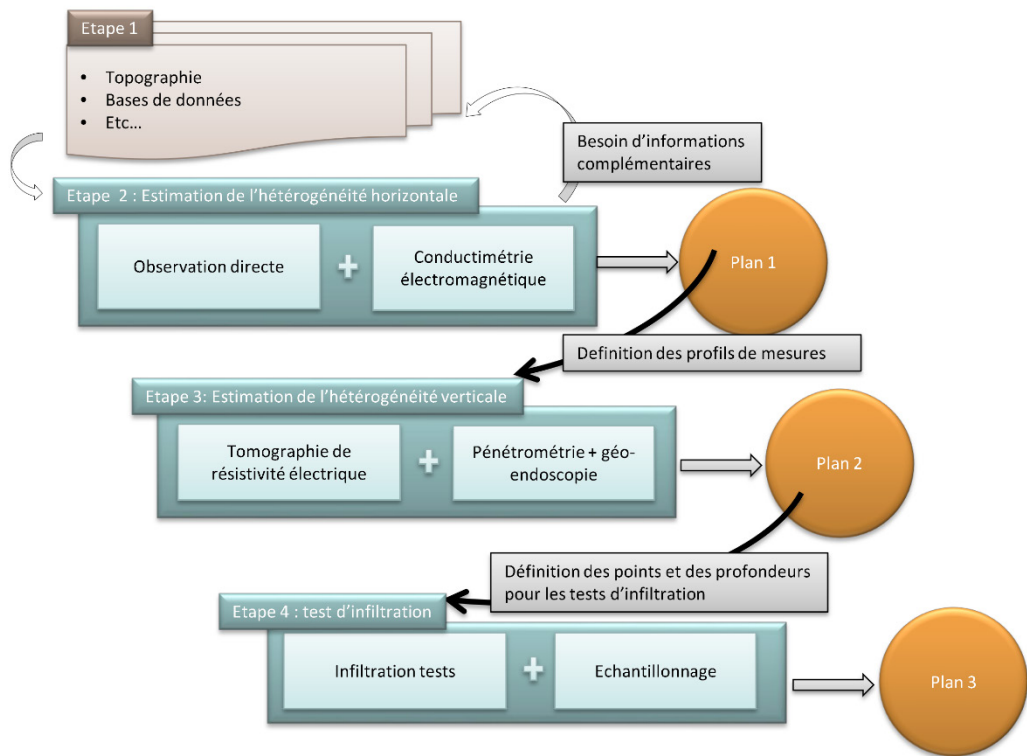 Etape 1
• Topographie
• Bases de données
• Etc...
Besoin d'informations
complémentaires
Etape 2 : Estimation de l'hétérogénéité horizontale
Observation directe
+
Conductimétrie
électromagnétique
Plan 1
Definition des profils de mesures
Etape 3: Estimation de l'hétérogénéité verticale
Tomographie de
résistivité électrique
+
Pénétrométrie + géo-
endoscopie
Plan 2
Définition des points et des profondeurs
pour les tests d'infiltration
Etape 4 : test d'infiltration
Infiltration tests
+
Echantillonnage
Plan 3